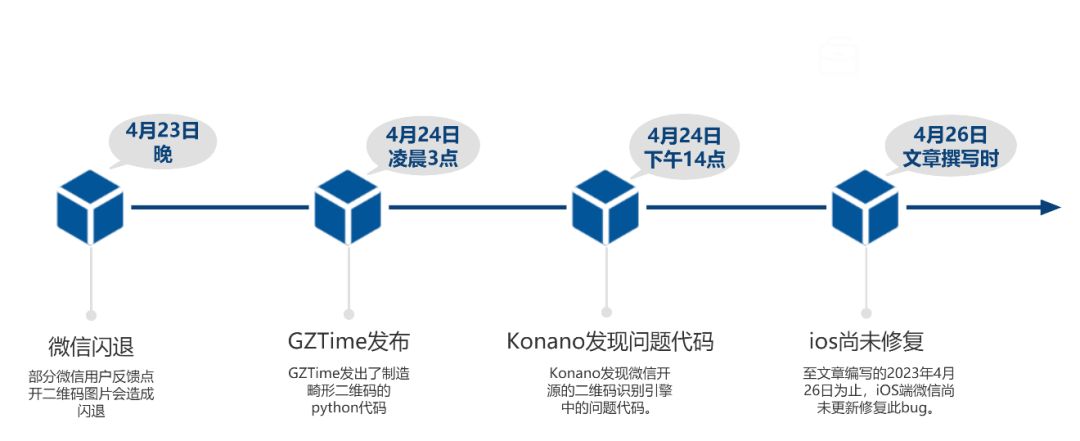 4月23日
晚
微信闪退
部分微信用户反馈点
开二维码图片会造成
闪退
4月24日
凌晨3点
GZTime发布
GZTime发出了制造
畸形二维码的
python代码
4月24日
下午14点
Konano发现问题代码
Konano发现微信开
源的二维码识别引擎
中的问题代码。
4月26日
文章撰写时
ios尚未修复
至文章编写的2023年4月
26日为止，iOS端微信尚
未更新修复此bug。